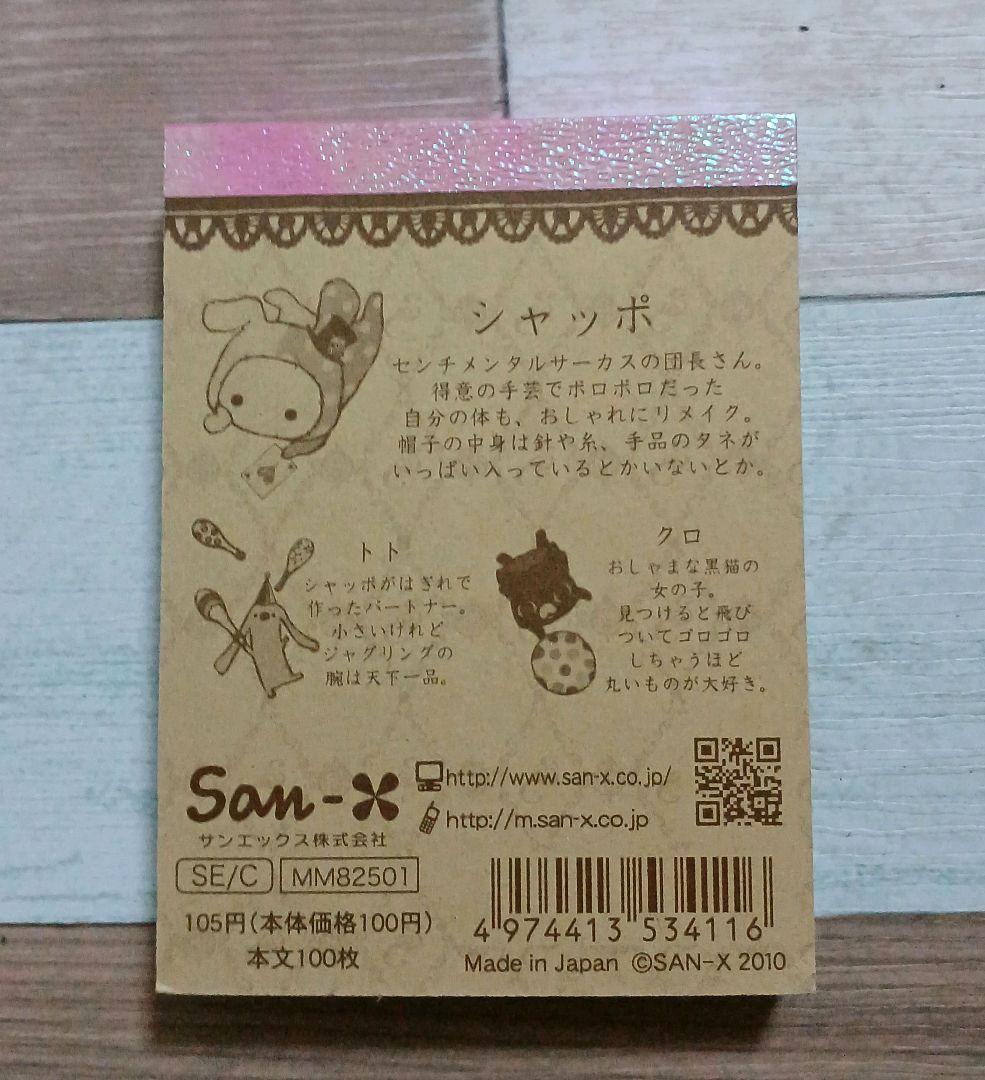 シャッポ
センチメンタルサーカスの団長さん。
得意の手芸でボロボロだった
自分の体も、おしゃれにリメイク。
帽子の中身は針や糸、手品のタネが
いっぱい入っているとかいないとか。
トト
シャッポがはぎれで
作ったパートナー。
小さいけれど
ジャグリングの
腕は天下一品。
クロ
おしゃまな黒猫の
女の子。
見つけると飛び
ついてゴロゴロ
しちゃうほど
丸いものが大好き。
San-X
サンエックス株式会社
http://www.san-x.co.jp/
http://m.san-x.co.jp
SE/C MM82501
105円(本体価格100円)
本文100枚
4 974413 534116
Made in Japan ©SAN-X 2010